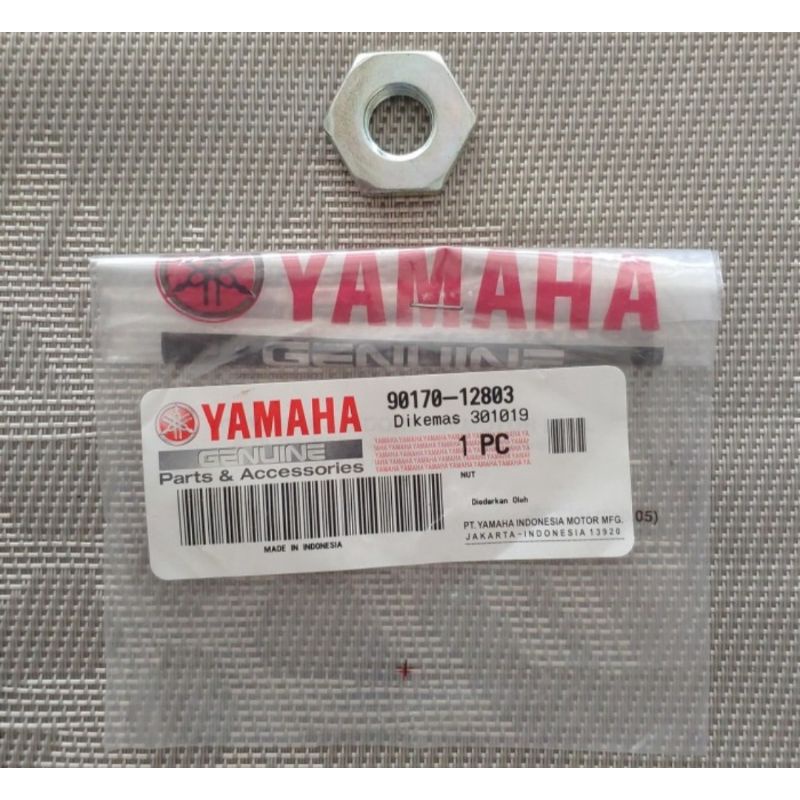 YAMAHA
GENUINE
YAMAHA
GENUINE
Parts & Accessories
90170-12803
Dikemas 301019
1 PC
NUT
Diedarkan Oleh
PT. YAMAHA INDONESIA MOTOR MFG.
JAKARTA-INDONESIA 13920
MADE IN INDONESIA
05)